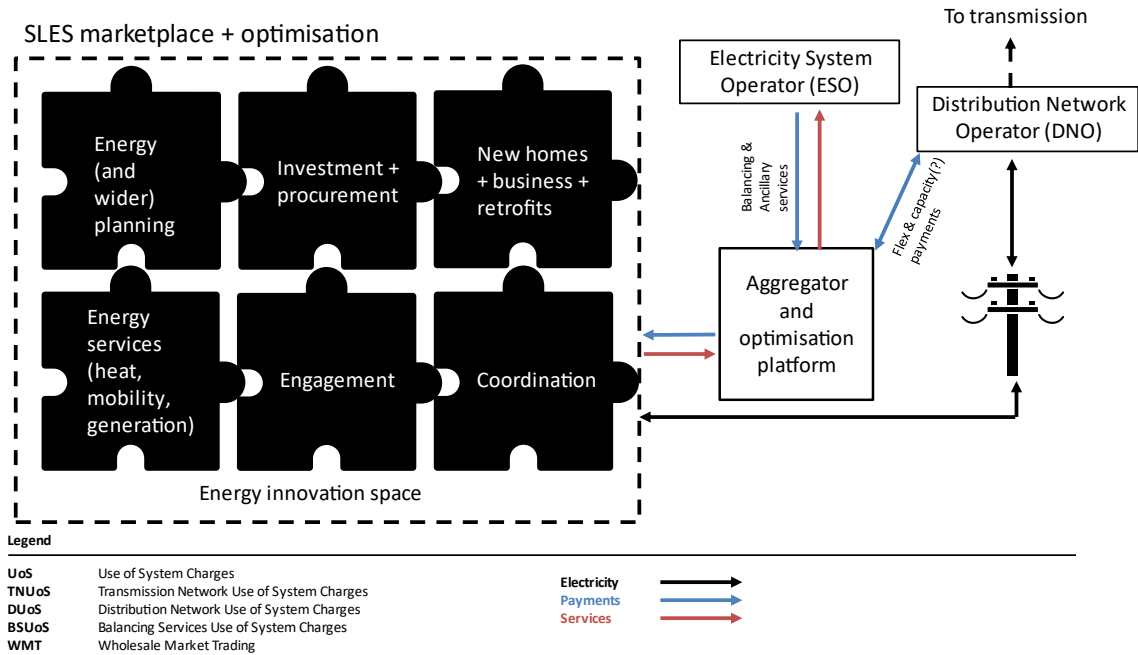 To transmission
SLES marketplace + optimisation
Electricity System
Operator (ESO)
Distribution Network
Operator (DNO)
Energy
(and
wider)
planning
Investment +
procurement
New homes
+ business +
retrofits
Balancing &
Ancillary
services
Flex & capacity(?)
payments
Aggregator
and
optimisation
platform
Energy
services
(heat,
mobility,
generation)
Engagement
Coordination
Energy innovation space
Legend
UoS Use of System Charges
TNUoS Transmission Network Use of System Charges
DUoS Distribution Network Use of System Charges
BSUoS Balancing Services Use of System Charges
WMT Wholesale Market Trading
Electricity
Payments
Services